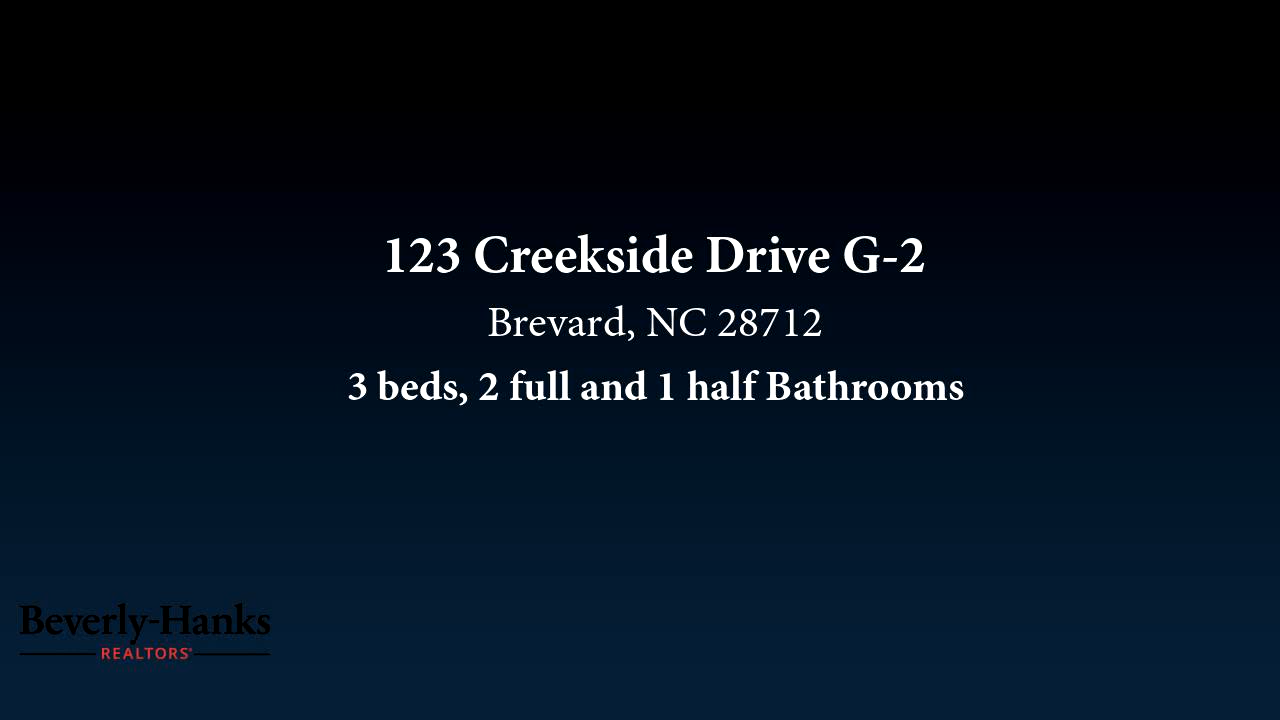 123 Creekside Drive G-2
Brevard, NC 28712
3 beds, 2 full and 1 half Bathrooms
Beverly-Hanks
REALTORS®